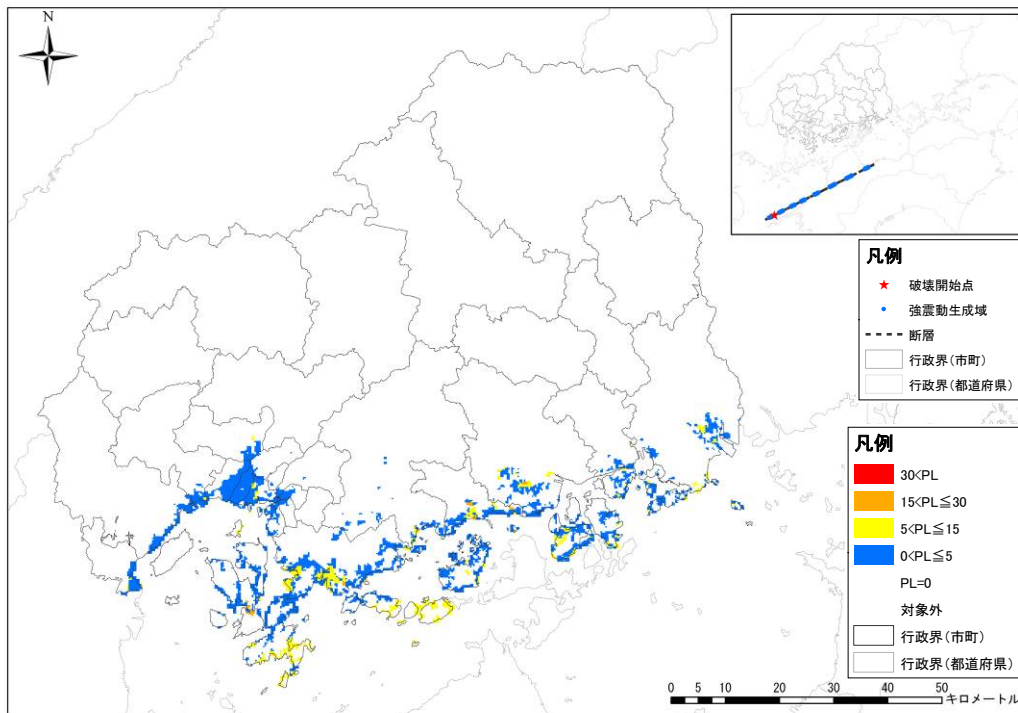 N
凡例
破壊開始点
強震動生成域
断層
行政界(市町)
行政界(都道府県)
凡例
30<PL
15<PL≦30
5<PL≦15
0<PL≦5
PL=0
対象外
行政界(市町)
行政界(都道府県)
0 10 20 30 40 50
キロメートル